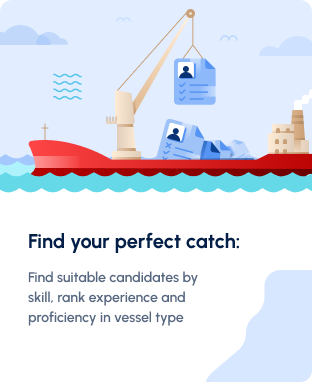 Find your perfect catch:
Find suitable candidates by
skill, rank experience and
proficiency in vessel type